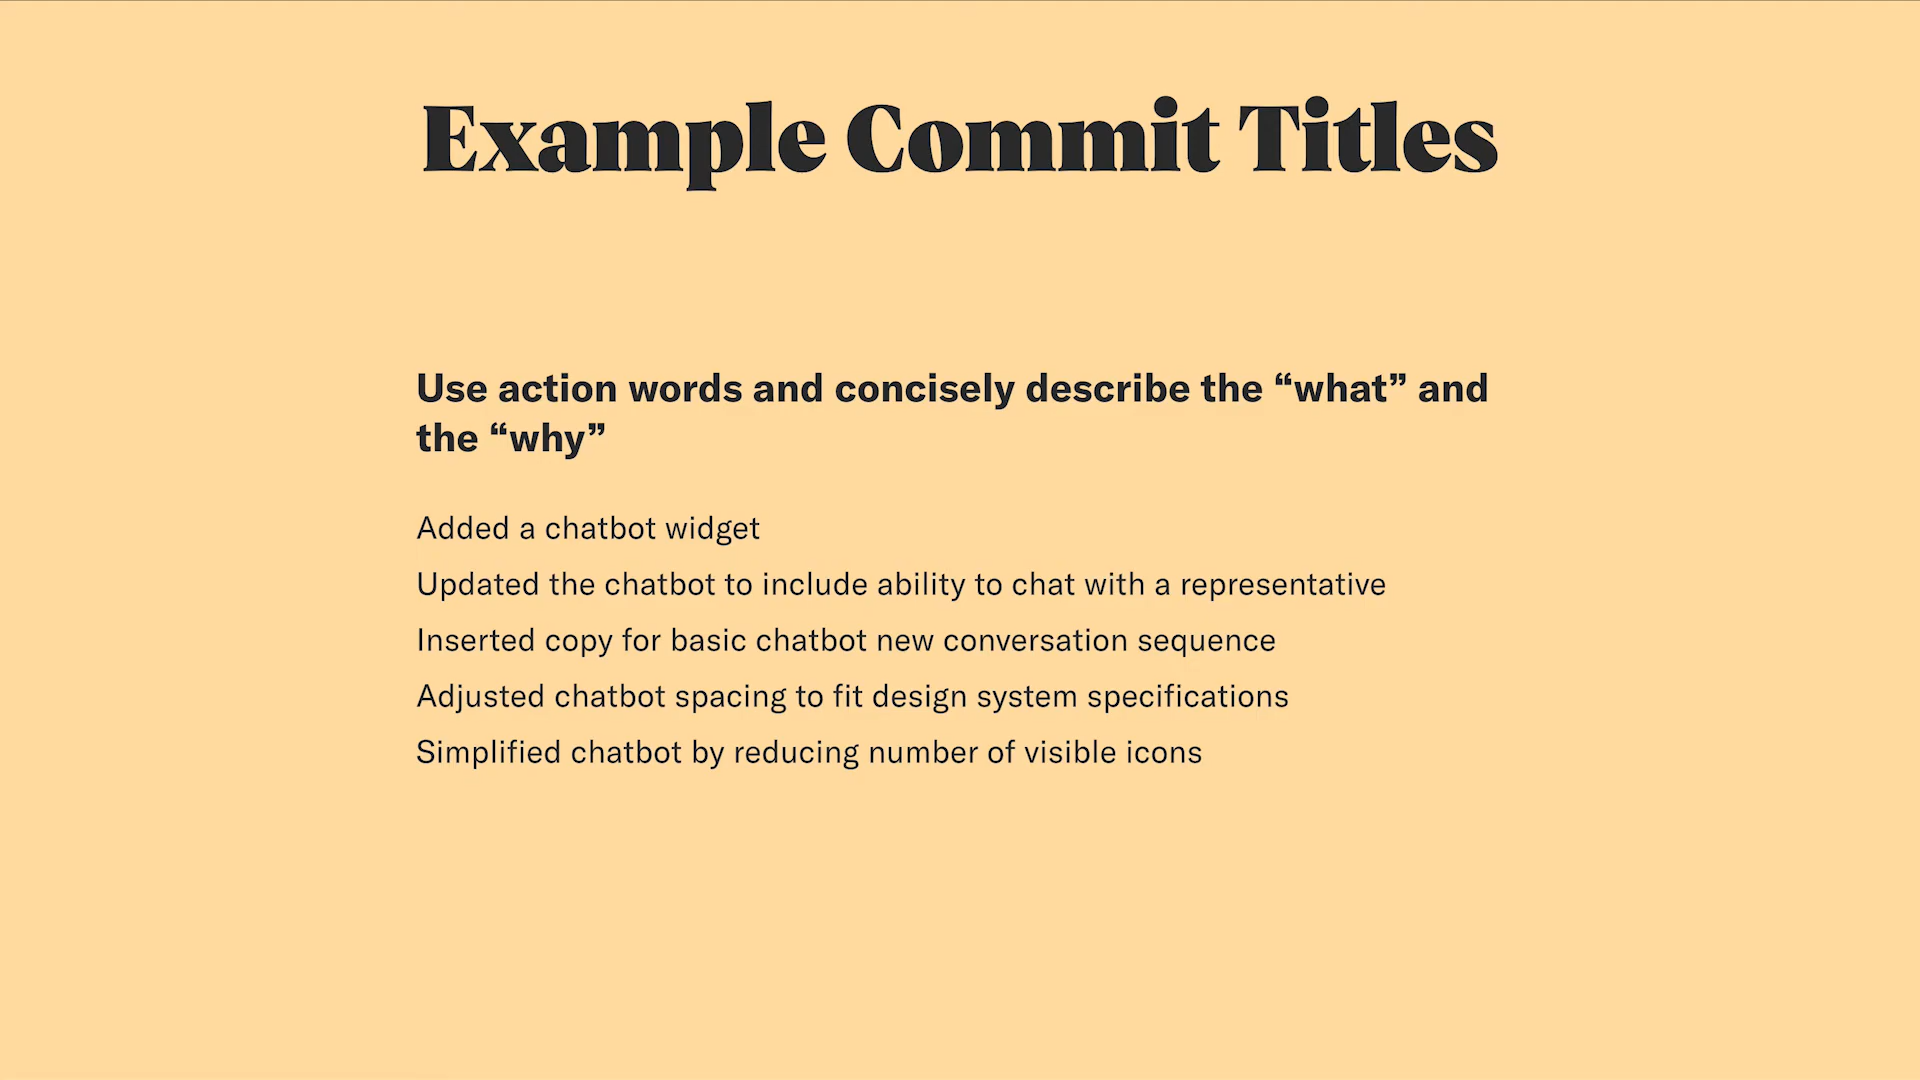 Example Commit Titles
Use action words and concisely describe the “what” and
the “why”
Added a chatbot widget
Updated the chatbot to include ability to chat with a representative
Inserted copy for basic chatbot new conversation sequence
Adjusted chatbot spacing to fit design system specifications
Simplified chatbot by reducing number of visible icons